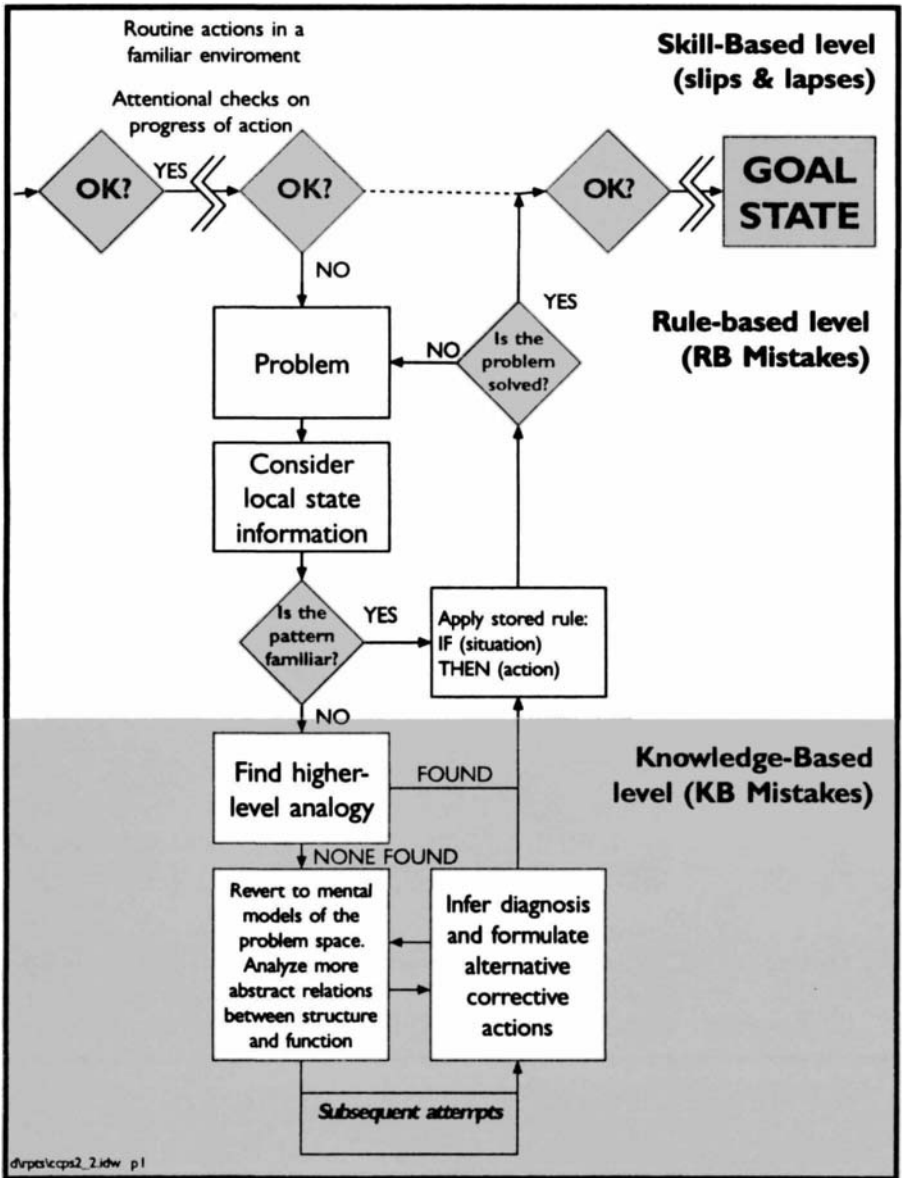 Routine actions in a
familiar enviroment
Skill-Based level
(slips & lapses)
Attentional checks on
progress of action
OK?
YES
OK?
OK?
GOAL
STATE
NO
YES
Rule-based level
(RB Mistakes)
Problem
NO
Is the
problem
solved?
Consider
local state
information
Is the
pattern
familiar?
YES
Apply stored rule:
IF (situation)
THEN (action)
NO
Knowledge-Based
level (KB Mistakes)
Find higher-
level analogy
FOUND
NONE FOUND
Revert to mental
models of the
problem space.
Analyze more
abstract relations
between structure
and function
Infer diagnosis
and formulate
alternative
corrective
actions
Subsequent attempts
d\rpts\ccps2_2.idw p1